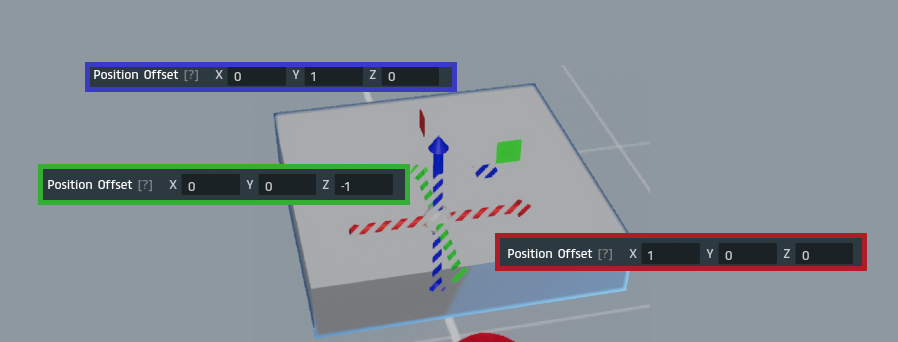 Position Offset [?] X 0 Y 1 Z 0
Position Offset [?] X 0 Y 0 Z -1
Position Offset [?] X 1 Y 0 Z 0